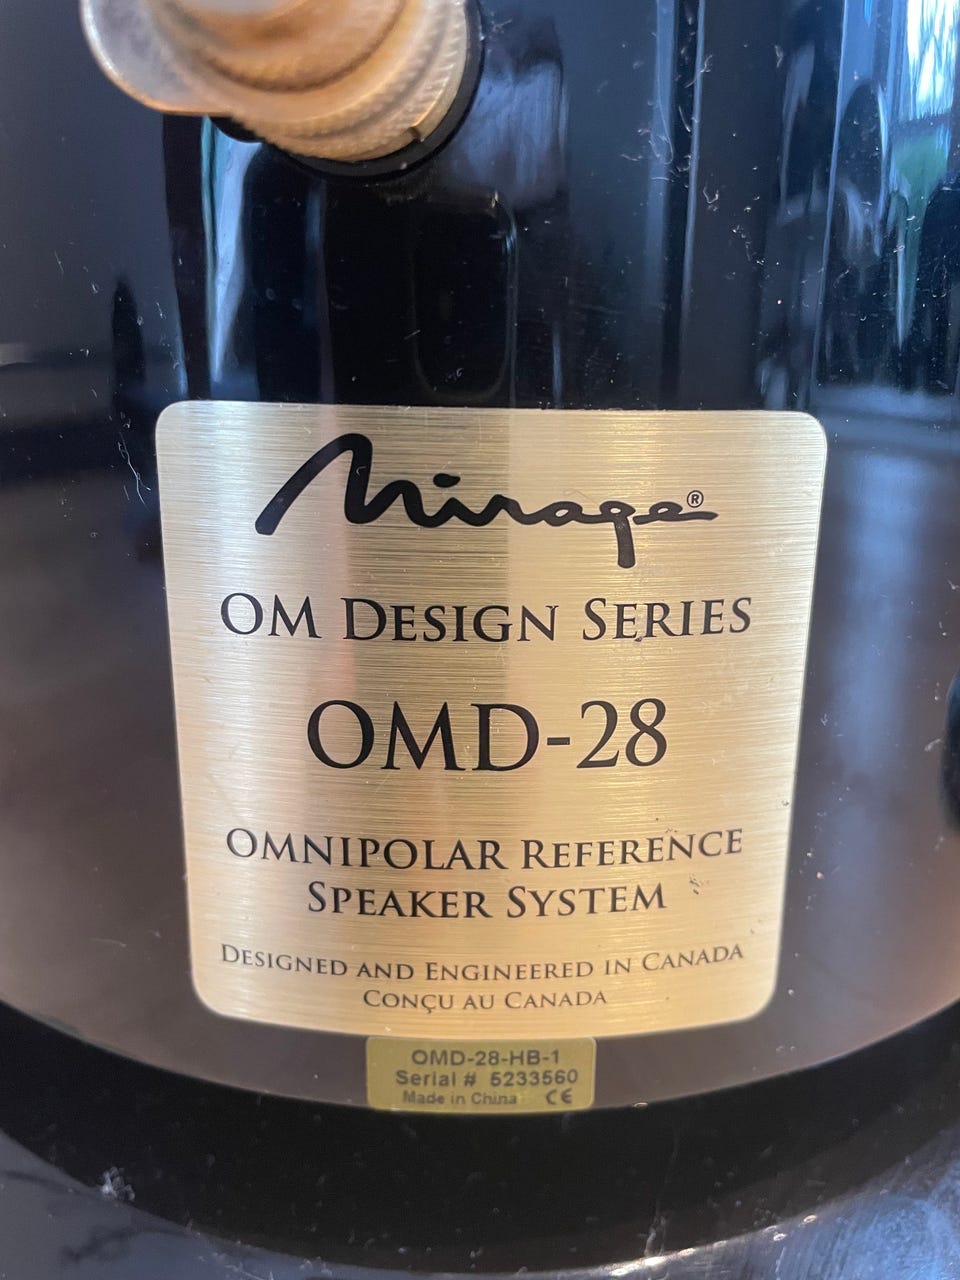 Mirage®
OM DESIGN SERIES
OMD-28
OMNIPOLAR REFERENCE
SPEAKER SYSTEM
DESIGNED AND ENGINEERED IN CANADA
CONÇU AU CANADA
OMD-28-HB-1
Serial # 5233560
Made in China CE